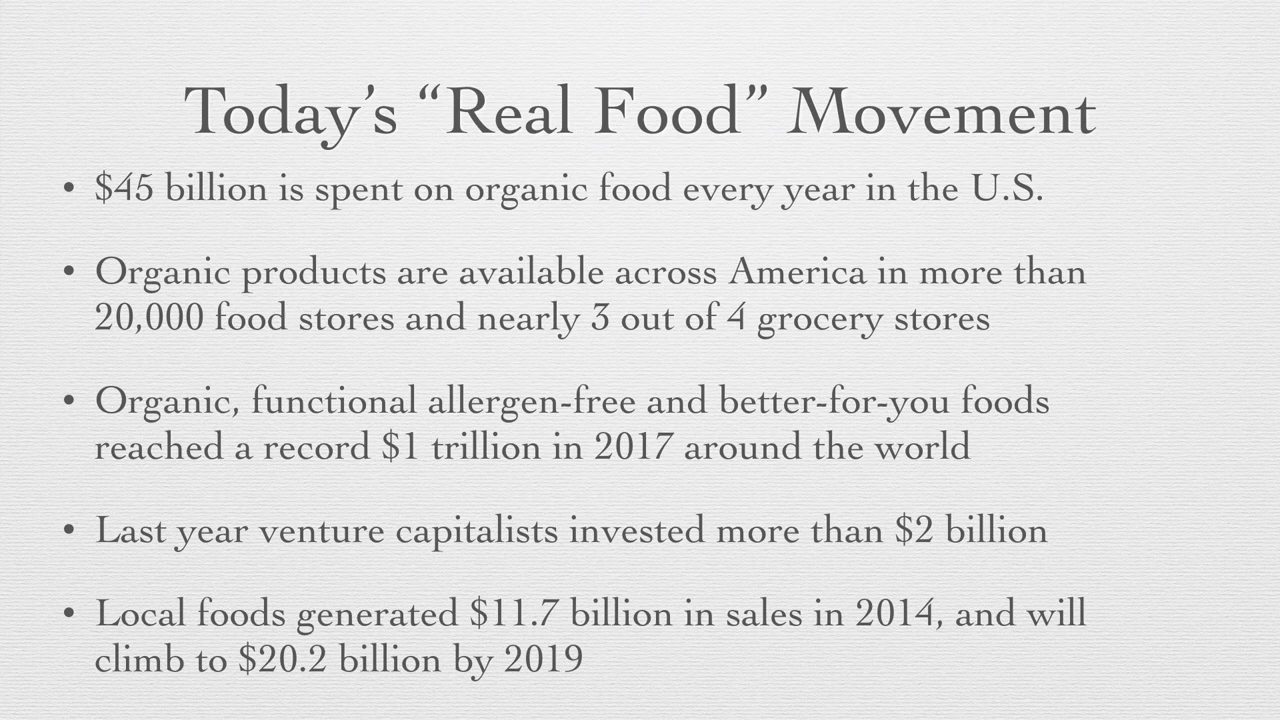 Today’s “Real Food” Movement
• $45 billion is spent on organic food every year in the U.S.
• Organic products are available across America in more than
20,000 food stores and nearly 3 out of 4 grocery stores
• Organic, functional allergen-free and better-for-you foods
reached a record $1 trillion in 2017 around the world
• Last year venture capitalists invested more than $2 billion
• Local foods generated $11.7 billion in sales in 2014, and will
climb to $20.2 billion by 2019